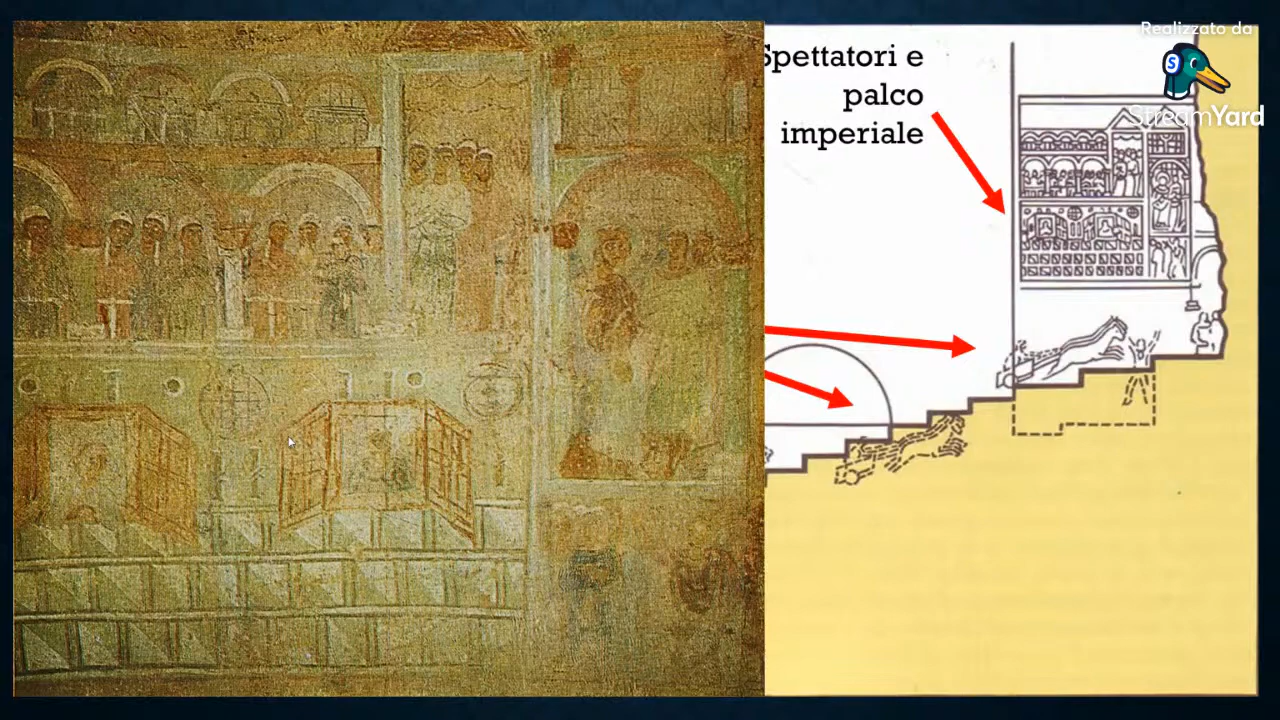 Spettatori e
palco
imperiale
Realizzato da
StreamYard